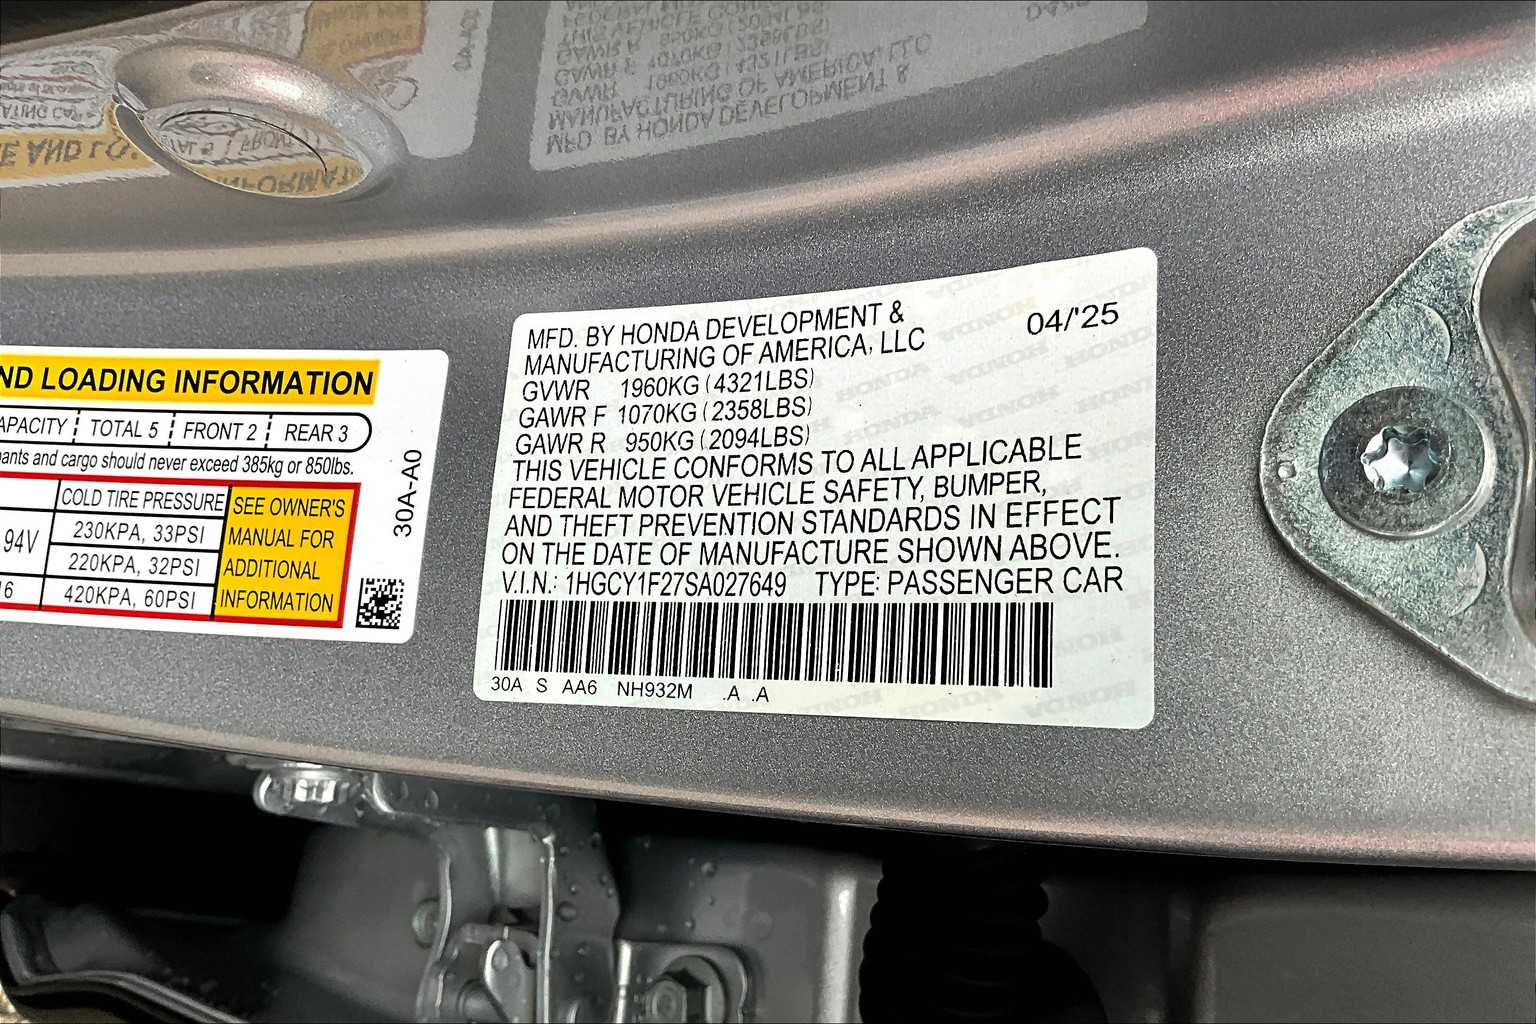 ND LOADING INFORMATION
APACITY TOTAL 5 FRONT 2 REAR 3
and cargo should never exceed 385kg or 850lbs.
COLD TIRE PRESSURE
94V 230KPA, 33PSI
220KPA, 32PSI
16 420KPA, 60PSI
SEE OWNER'S
MANUAL FOR
ADDITIONAL
INFORMATION
30A-A0
MFD. BY HONDA DEVELOPMENT &
MANUFACTURING OF AMERICA, LLC
04/'25
GVWR 1960KG (4321LBS)
GAWR F 1070KG (2358LBS)
GAWR R 950KG (2094LBS)
THIS VEHICLE CONFORMS TO ALL APPLICABLE
FEDERAL MOTOR VEHICLE SAFETY, BUMPER,
AND THEFT PREVENTION STANDARDS IN EFFECT
ON THE DATE OF MANUFACTURE SHOWN ABOVE.
V.I.N.: 1HGCY1F27SA027649 TYPE: PASSENGER CAR
30A S AA6 NH932M .A .A